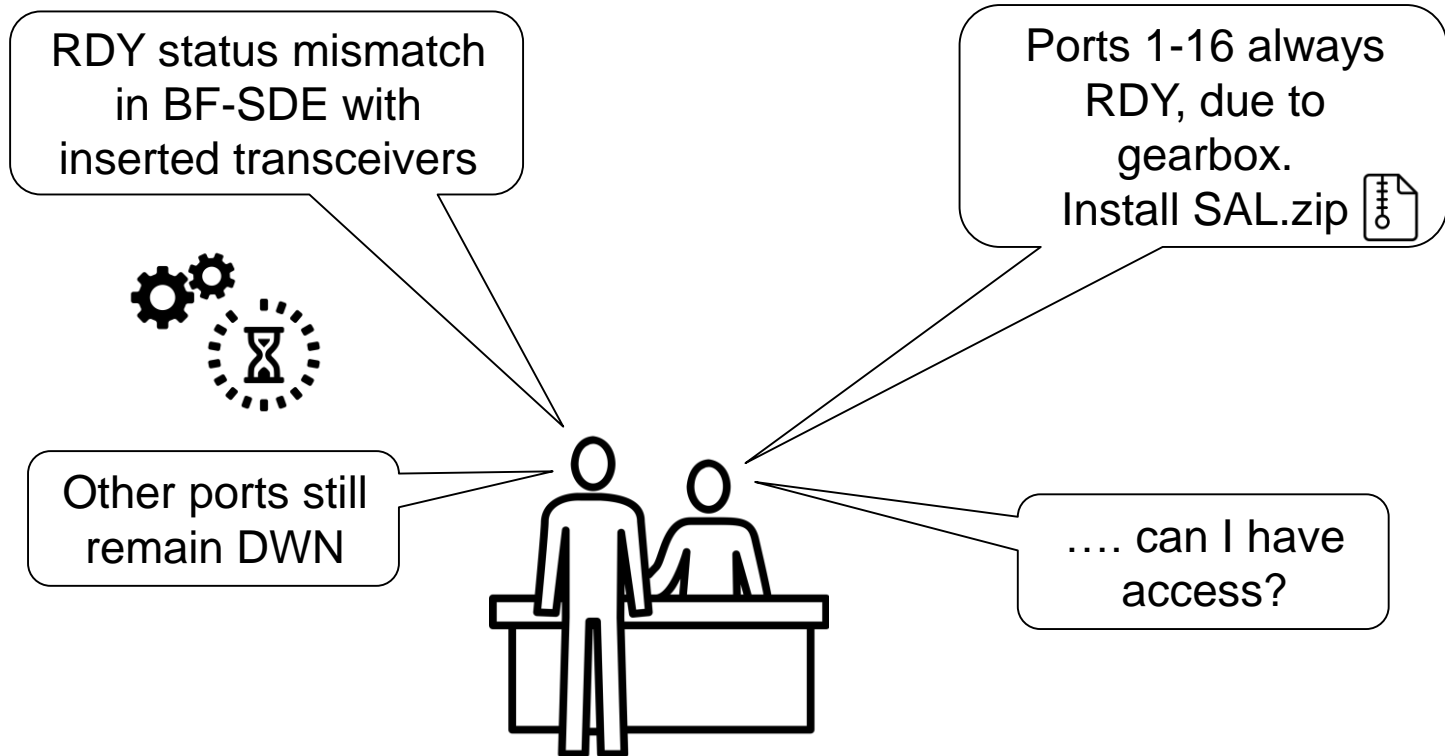 RDY status mismatch
in BF-SDE with
inserted transceivers
Ports 1-16 always
RDY, due to
gearbox.
Install SAL.zip
Other ports still
remain DWN
…. can I have
access?